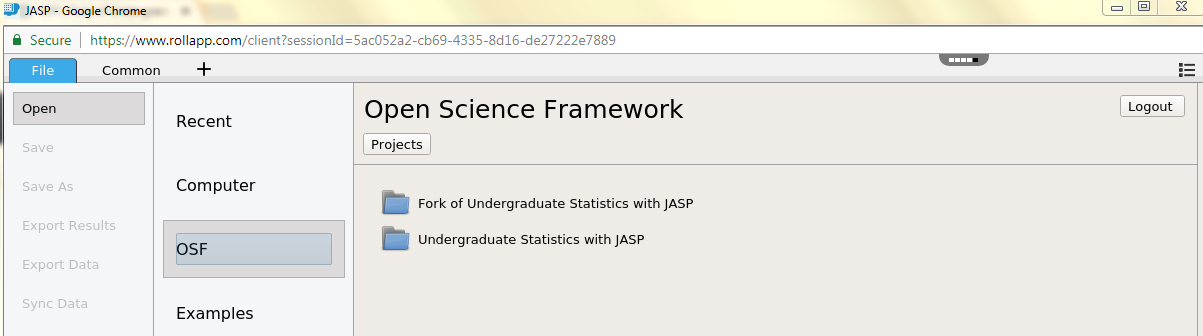 JASP - Google Chrome
Secure https://www.rollapp.com/client?sessionId=5ac052a2-cb69-4335-8d16-de27222e7889
File Common +
Open
Save
Save As
Export Results
Export Data
Sync Data
Recent
Computer
OSF
Examples
Open Science Framework
Logout
Projects
Fork of Undergraduate Statistics with JASP
Undergraduate Statistics with JASP